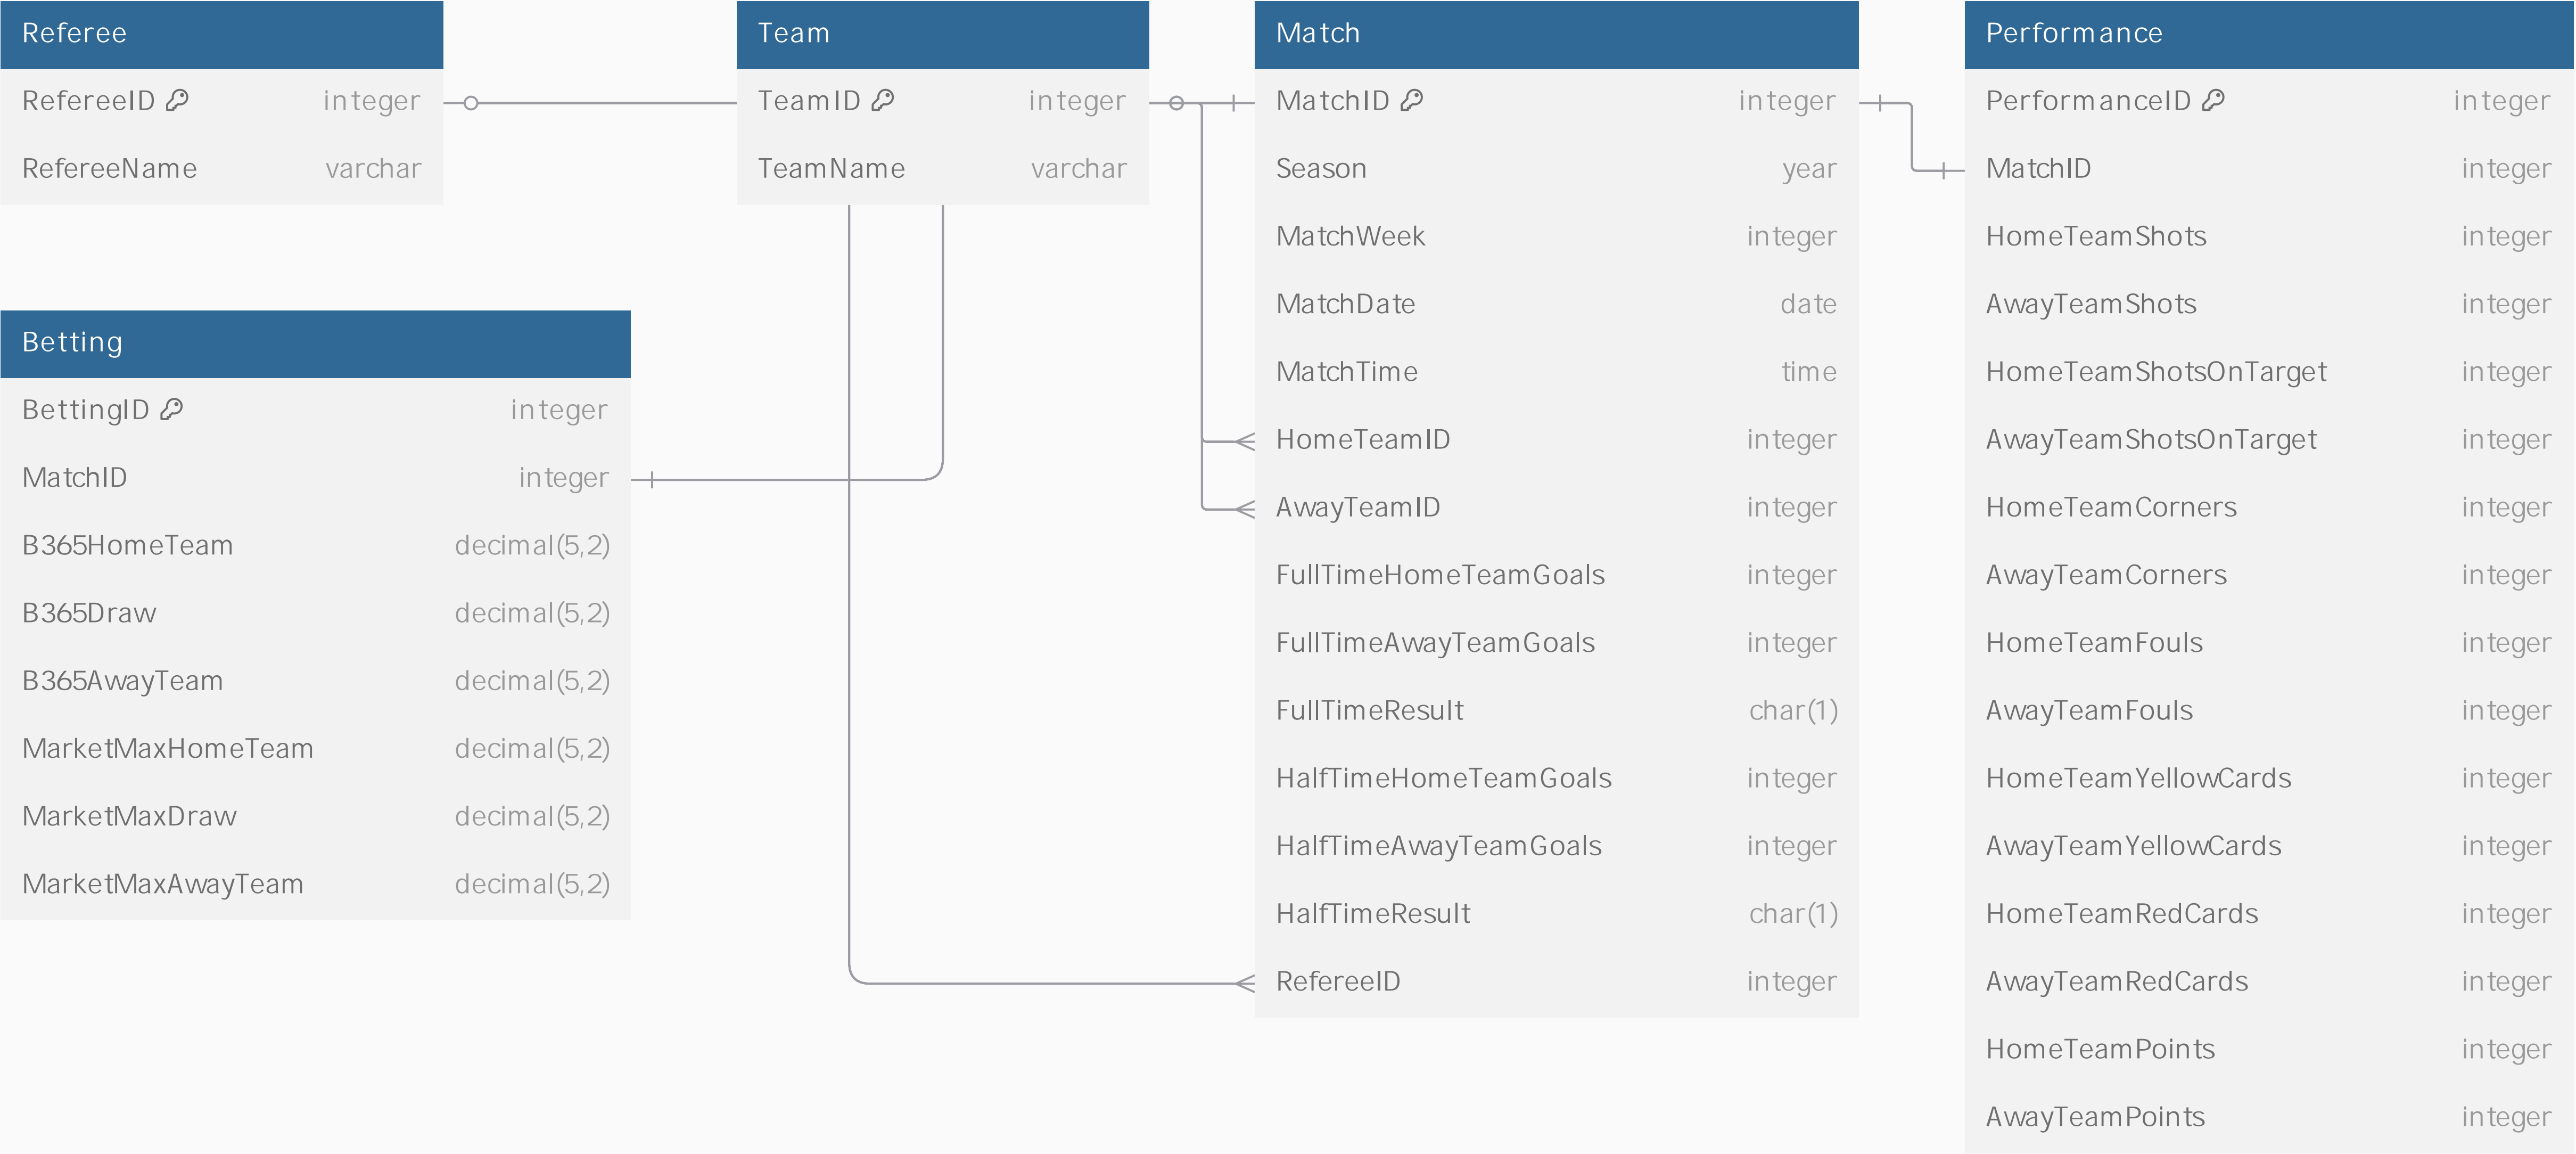 Referee
RefereeID integer
RefereeName varchar
Team
TeamID integer
TeamName varchar
Betting
BettingID integer
MatchID integer
B365HomeTeam decimal(5,2)
B365Draw decimal(5,2)
B365AwayTeam decimal(5,2)
MarketMaxHomeTeam decimal(5,2)
MarketMaxDraw decimal(5,2)
MarketMaxAwayTeam decimal(5,2)
Match
MatchID integer
Season year
MatchWeek integer
MatchDate date
MatchTime time
HomeTeamID integer
AwayTeamID integer
FullTimeHomeTeamGoals integer
FullTimeAwayTeamGoals integer
FullTimeResult char(1)
HalfTimeHomeTeamGoals integer
HalfTimeAwayTeamGoals integer
HalfTimeResult char(1)
RefereeID integer
Performance
PerformanceID integer
MatchID integer
HomeTeamShots integer
AwayTeamShots integer
HomeTeamShotsOnTarget integer
AwayTeamShotsOnTarget integer
HomeTeamCorners integer
AwayTeamCorners integer
HomeTeamFouls integer
AwayTeamFouls integer
HomeTeamYellowCards integer
AwayTeamYellowCards integer
HomeTeamRedCards integer
AwayTeamRedCards integer
HomeTeamPoints integer
AwayTeamPoints integer